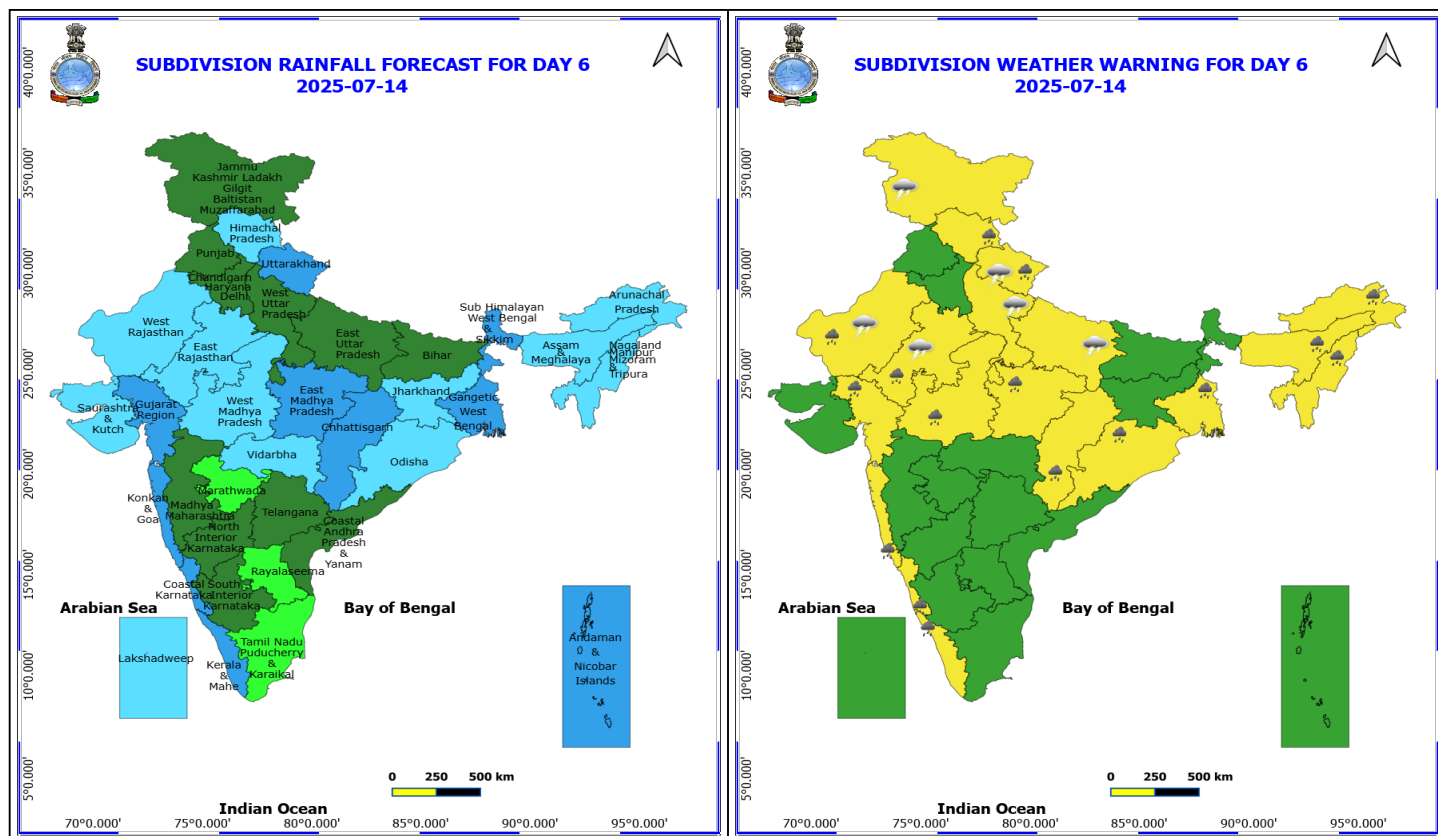 SUBDIVISION RAINFALL FORECAST FOR DAY 6
2025-07-14
40°0.000'
35°0.000'
30°0.000'
25°0.000'
20°0.000'
15°0.000'
10°0.000'
5°0.000'
Jammu
Kashmir Ladakh
Gilgit
Baltistan
Muzaffarabad
Himachal
Pradesh
Punjab
Uttarakhand
Chandigarh
Haryana
Delhi
West
Uttar
Pradesh
West
Rajasthan
East
Rajasthan
East
Uttar
Pradesh
Bihar
Sub Himalayan
West Bengal
&
Sikkim
Arunachal
Pradesh
Assam
&
Meghalaya
Nagaland
Manipur
Mizoram
&
Tripura
Saurashtra
&
Kutch
Gujarat
Region
West
Madhya
Pradesh
East
Madhya
Pradesh
Jharkhand
Gangetic
West
Bengal
Chhattisgarh
Vidarbha
Odisha
Konkan
&
Goa
Madhya
Maharashtra
Marathwada
Telangana
North
Interior
Karnataka
Coastal
Andhra
Pradesh
&
Yanam
Rayalaseema
Coastal
Karnataka
South
Interior
Karnataka
Tamil Nadu
Puducherry
&
Karaikal
Kerala
&
Mahe
Arabian Sea
Bay of Bengal
Lakshadweep
Andaman
&
Nicobar
Islands
0 250 500 km
Indian Ocean
70°0.000' 75°0.000' 80°0.000' 85°0.000' 90°0.000' 95°0.000'
SUBDIVISION WEATHER WARNING FOR DAY 6
2025-07-14
40°0.000'
35°0.000'
30°0.000'
25°0.000'
20°0.000'
15°0.000'
10°0.000'
5°0.000'
Arabian Sea
Bay of Bengal
0 250 500 km
Indian Ocean
70°0.000' 75°0.000' 80°0.000' 85°0.000' 90°0.000' 95°0.000'